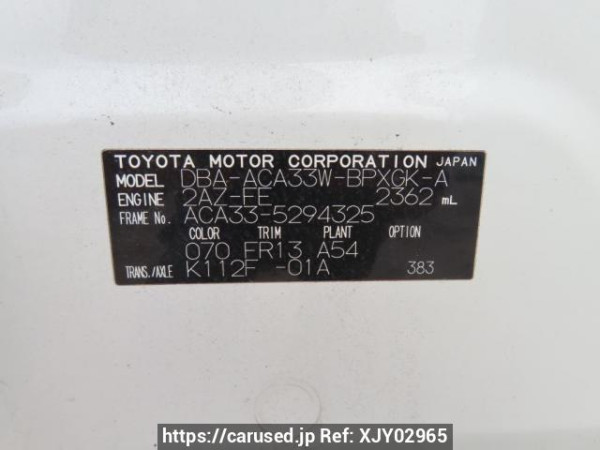 TOYOTA MOTOR CORPORATION JAPAN
MODEL DBA-ACA33W-BPXGK-A
ENGINE 2AZ-FE 2362 mL
FRAME No. ACA33-5294325
COLOR TRIM PLANT OPTION
070 FR13 A54
TRANS./AXLE K112F -01A 383
https://carused.jp Ref: XJY02965